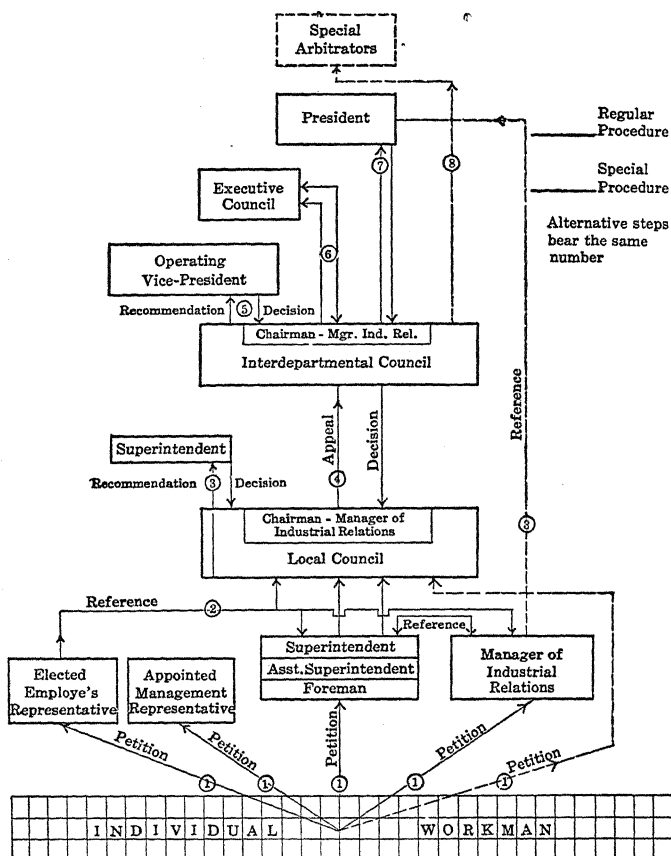 Special
Arbitrators
President
Regular
Procedure
Special
Procedure
Alternative steps
bear the same
number
7
8
Executive
Council
6
Operating
Vice-President
Recommendation
5
Decision
Chairman - Mgr. Ind. Rel.
Interdepartmental Council
Reference
Appeal
Decision
4
Superintendent
Recommendation
3
Decision
3
Chairman - Manager of
Industrial Relations
Local Council
Reference
2
Reference
Superintendent
Asst. Superintendent
Foreman
Manager of
Industrial
Relations
Elected
Employe's
Representative
Appointed
Management
Representative
Petition
Petition
Petition
Petition
Petition
1
1
1
1
1
INDIVIDUAL WORKMAN